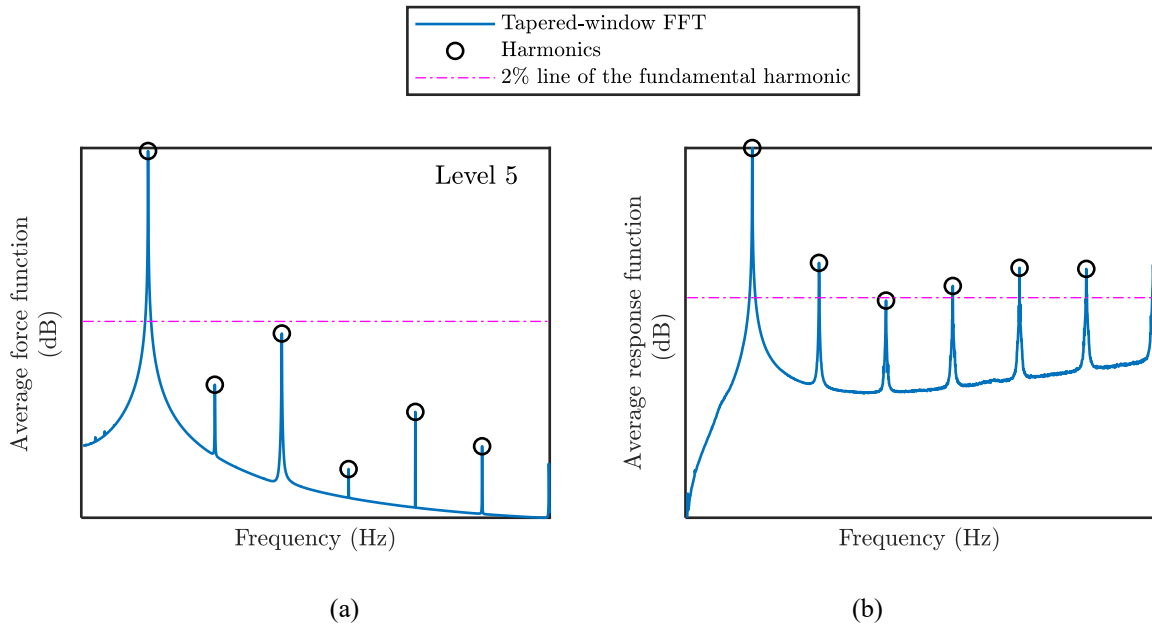 Tapered-window FFT
Harmonics
2% line of the fundamental harmonic
Level 5
Average force function
(dB)
Frequency (Hz)
(a)
Average response function
(dB)
Frequency (Hz)
(b)